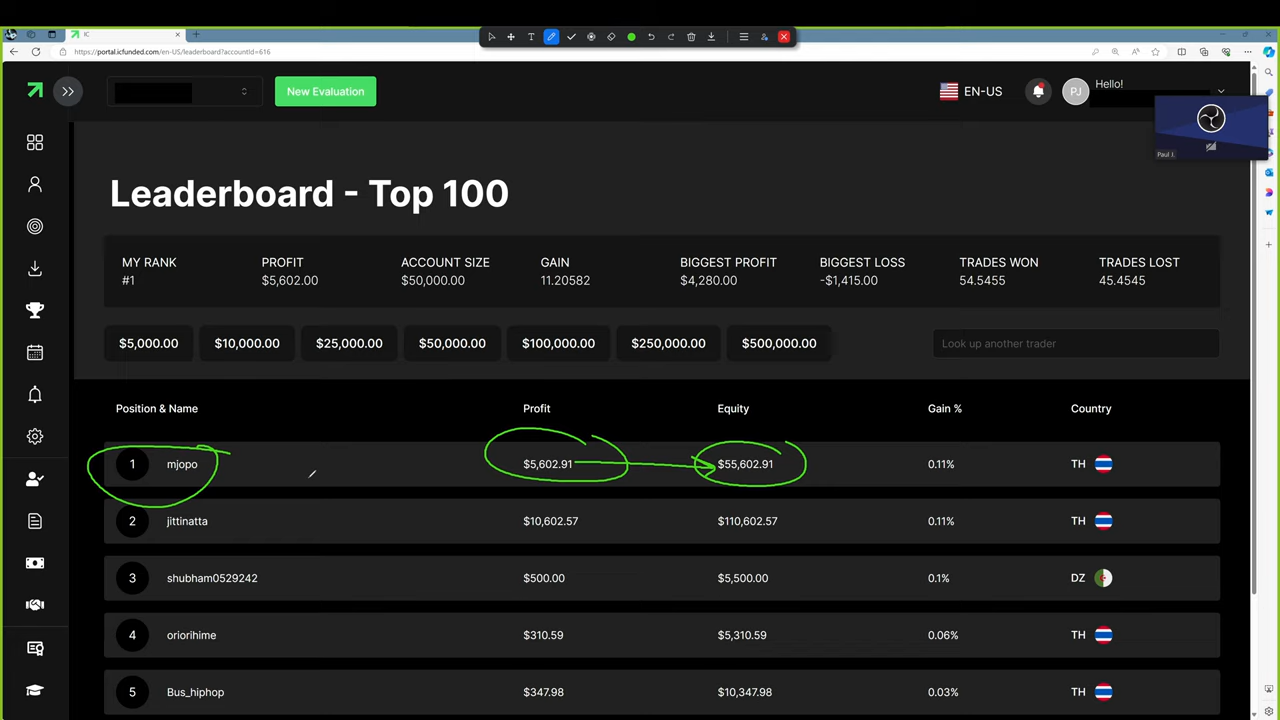 IC
https://portal.icfunded.com/en-US/leaderboard?accountId=616
New Evaluation
EN-US
PJ
Hello!
Paul J.
Leaderboard - Top 100
MY RANK PROFIT ACCOUNT SIZE GAIN BIGGEST PROFIT BIGGEST LOSS TRADES WON TRADES LOST
#1 $5,602.00 $50,000.00 11.20582 $4,280.00 -$1,415.00 54.5455 45.4545
$5,000.00 $10,000.00 $25,000.00 $50,000.00 $100,000.00 $250,000.00 $500,000.00 Look up another trader
Position & Name Profit Equity Gain % Country
1 mjopo $5,602.91 $55,602.91 0.11% TH
2 jittinatta $10,602.57 $110,602.57 0.11% TH
3 shubham0529242 $500.00 $5,500.00 0.1% DZ
4 oriorihime $310.59 $5,310.59 0.06% TH
5 Bus_hiphop $347.98 $10,347.98 0.03% TH